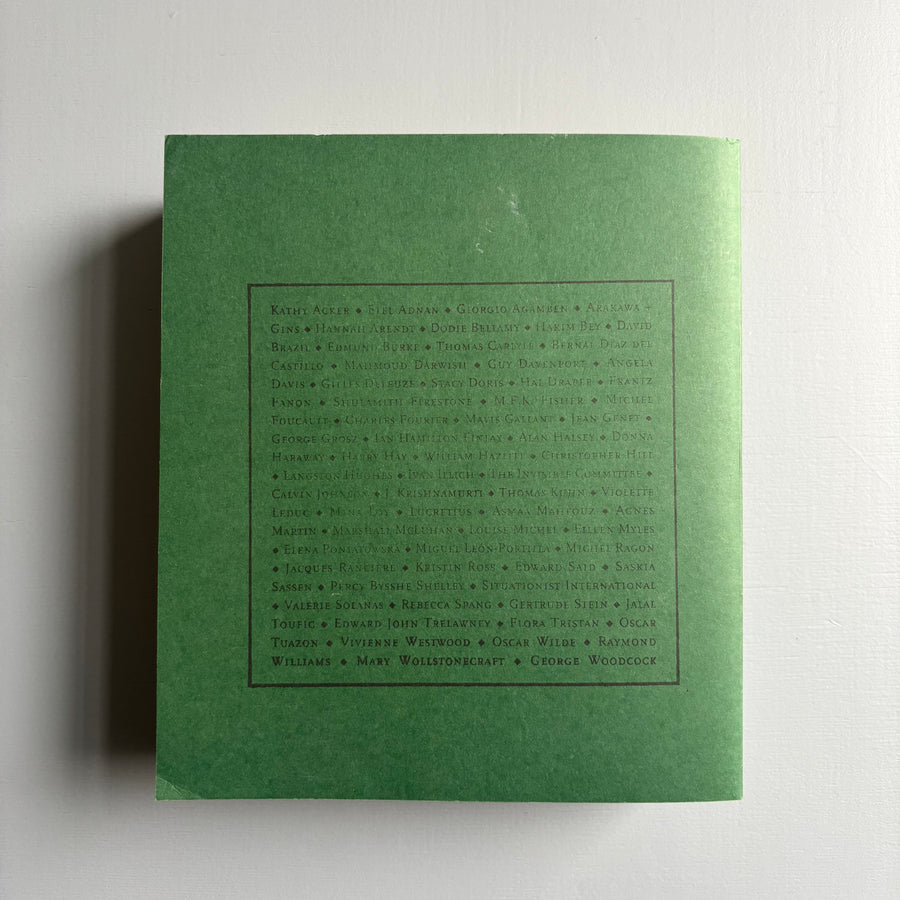 Kathy Acker ◆ Etel Adnan ◆ Giorgio Agamben ◆ Arakawa +
Gins ◆ Hannah Arendt ◆ Dodie Bellamy ◆ Hakim Bey ◆ David
Brazil ◆ Edmund Burke ◆ Thomas Carlyle ◆ Bernal Díaz del
Castillo ◆ Mahmoud Darwish ◆ Guy Davenport ◆ Angela
Davis ◆ Gilles Deleuze ◆ Stacy Doris ◆ Hal Draper ◆ Frantz
Fanon ◆ Shulamith Firestone ◆ M.F.K. Fisher ◆ Michel
Foucault ◆ Charles Fourier ◆ Mavis Gallant ◆ Jean Genet ◆
George Grosz ◆ Ian Hamilton Finlay ◆ Alan Halsey ◆ Donna
Haraway ◆ Harry Hay ◆ William Hazlitt ◆ Christopher Hill
◆ Langston Hughes ◆ Ivan Illich ◆ The Invisible Committee ◆
Calvin Johnson ◆ J. Krishnamurti ◆ Thomas Kuhn ◆ Violette
Leduc ◆ Mina Loy ◆ Lucretius ◆ Asmaa Mahfouz ◆ Agnes
Martin ◆ Marshall McLuhan ◆ Louise Michel ◆ Eileen Myles
◆ Elena Poniatowska ◆ Miguel León-Portilla ◆ Michel Ragon
◆ Jacques Rancière ◆ Kristin Ross ◆ Edward Said ◆ Saskia
Sassen ◆ Percy Bysshe Shelley ◆ Situationist International
◆ Valerie Solanas ◆ Rebecca Spang ◆ Gertrude Stein ◆ Jalal
Toufic ◆ Edward John Trelawney ◆ Flora Tristan ◆ Oscar
Tuazon ◆ Vivienne Westwood ◆ Oscar Wilde ◆ Raymond
Williams ◆ Mary Wollstonecraft ◆ George Woodcock